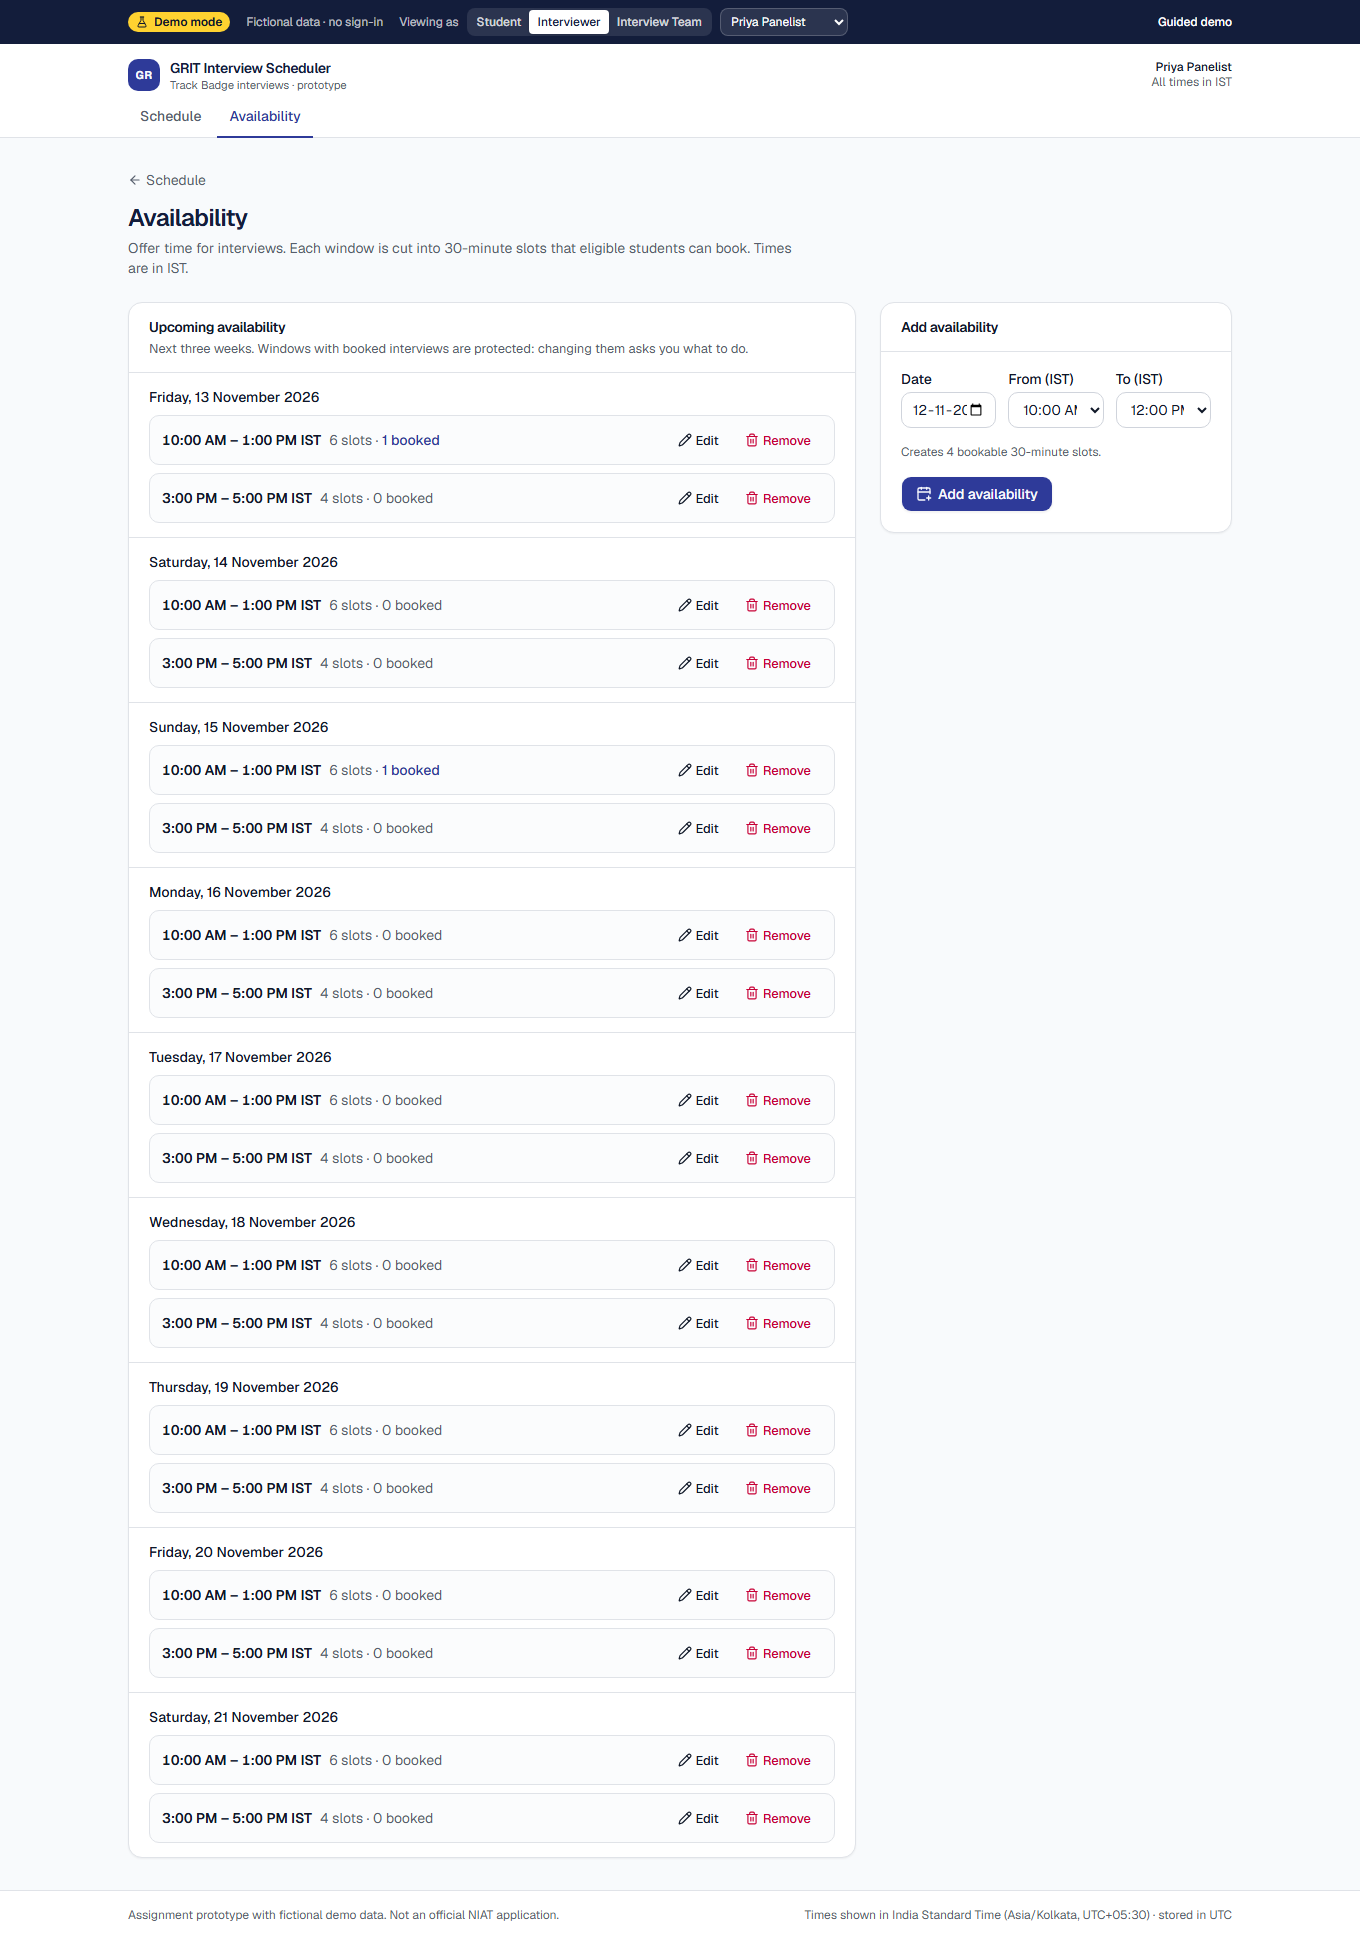 Demo mode
Fictional data · no sign-in
Viewing as
Student
Interviewer
Interview Team
Priya Panelist
Guided demo
GR
GRIT Interview Scheduler
Track Badge interviews · prototype
Priya Panelist
All times in IST
Schedule
Availability
← Schedule
Availability
Offer time for interviews. Each window is cut into 30-minute slots that eligible students can book. Times
are in IST.
Upcoming availability
Next three weeks. Windows with booked interviews are protected: changing them asks you what to do.
Friday, 13 November 2026
10:00 AM – 1:00 PM IST 6 slots · 1 booked Edit Remove
3:00 PM – 5:00 PM IST 4 slots · 0 booked Edit Remove
Saturday, 14 November 2026
10:00 AM – 1:00 PM IST 6 slots · 0 booked Edit Remove
3:00 PM – 5:00 PM IST 4 slots · 0 booked Edit Remove
Sunday, 15 November 2026
10:00 AM – 1:00 PM IST 6 slots · 1 booked Edit Remove
3:00 PM – 5:00 PM IST 4 slots · 0 booked Edit Remove
Monday, 16 November 2026
10:00 AM – 1:00 PM IST 6 slots · 0 booked Edit Remove
3:00 PM – 5:00 PM IST 4 slots · 0 booked Edit Remove
Tuesday, 17 November 2026
10:00 AM – 1:00 PM IST 6 slots · 0 booked Edit Remove
3:00 PM – 5:00 PM IST 4 slots · 0 booked Edit Remove
Wednesday, 18 November 2026
10:00 AM – 1:00 PM IST 6 slots · 0 booked Edit Remove
3:00 PM – 5:00 PM IST 4 slots · 0 booked Edit Remove
Thursday, 19 November 2026
10:00 AM – 1:00 PM IST 6 slots · 0 booked Edit Remove
3:00 PM – 5:00 PM IST 4 slots · 0 booked Edit Remove
Friday, 20 November 2026
10:00 AM – 1:00 PM IST 6 slots · 0 booked Edit Remove
3:00 PM – 5:00 PM IST 4 slots · 0 booked Edit Remove
Saturday, 21 November 2026
10:00 AM – 1:00 PM IST 6 slots · 0 booked Edit Remove
3:00 PM – 5:00 PM IST 4 slots · 0 booked Edit Remove
Add availability
Date From (IST) To (IST)
12-11-20 10:00 AM 12:00 PM
Creates 4 bookable 30-minute slots.
Add availability
Assignment prototype with fictional demo data. Not an official NIAT application.
Times shown in India Standard Time (Asia/Kolkata, UTC+05:30) · stored in UTC